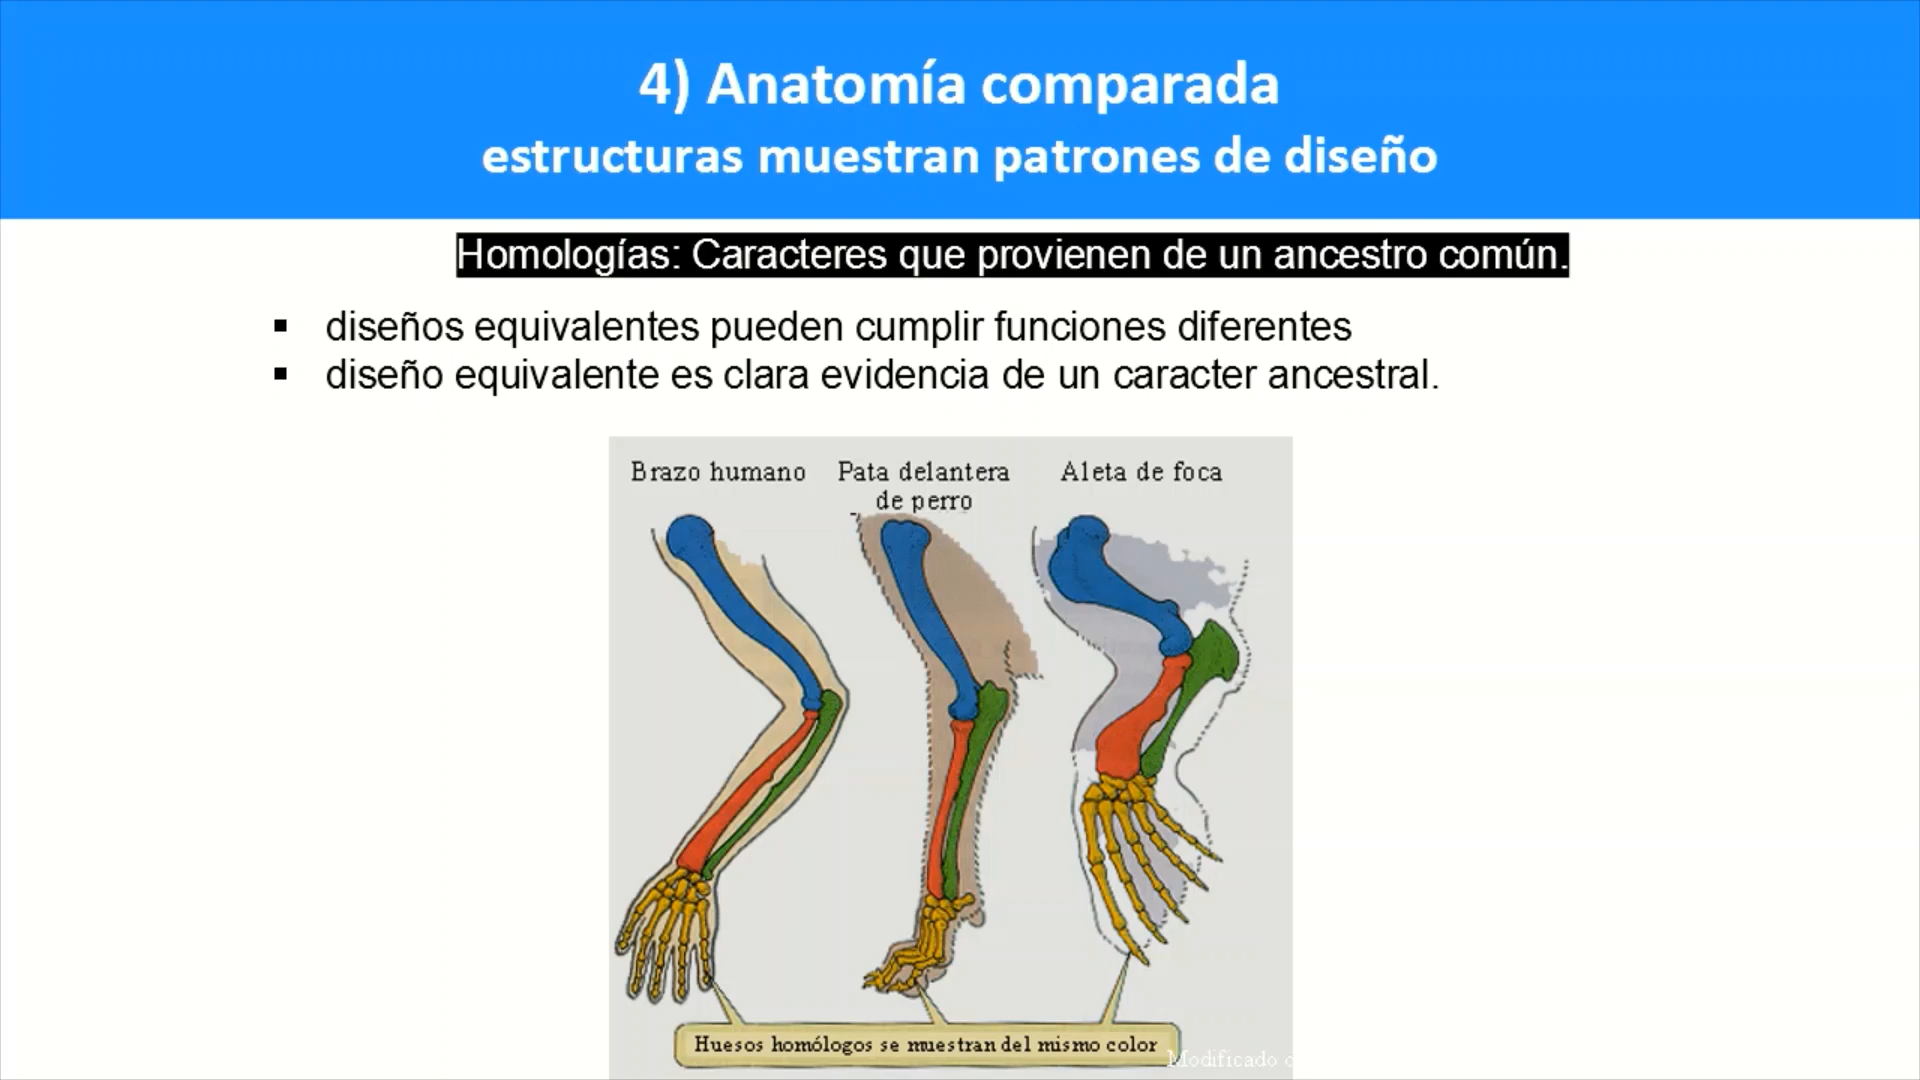 4) Anatomía comparada
estructuras muestran patrones de diseño
Homologías: Caracteres que provienen de un ancestro común.
▪ diseños equivalentes pueden cumplir funciones diferentes
▪ diseño equivalente es clara evidencia de un caracter ancestral.
Brazo humano
Pata delantera
de perro
Aleta de foca
Huesos homólogos se muestran del mismo color
Modificado